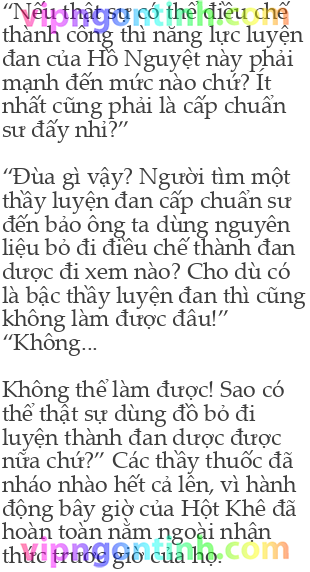 “Nếu thật sự có thể điều chế
thành công thì năng lực luyện
đan của Hồ Nguyệt này phải
mạnh đến mức nào chứ? Ít
nhất cũng phải là cấp chuẩn
sư đấy nhỉ?”
“Đùa gì vậy? Người tìm một
thầy luyện đan cấp chuẩn sư
đến bảo ông ta dùng nguyên
liệu bỏ đi điều chế thành đan
dược đi xem nào? Cho dù có
là bậc thầy luyện đan thì cũng
không làm được đâu!”
“Không...
Không thể làm được! Sao có
thể thật sự dùng đồ bỏ đi
luyện thành đan dược được
nữa chứ?” Các thầy thuốc đã
nháo nhào hết cả lên, vì hành
động bây giờ của Hột Khê đã
hoàn toàn nằm ngoài nhận
thức trước giờ của họ.
vipngontinh.com
vipngontinh.com